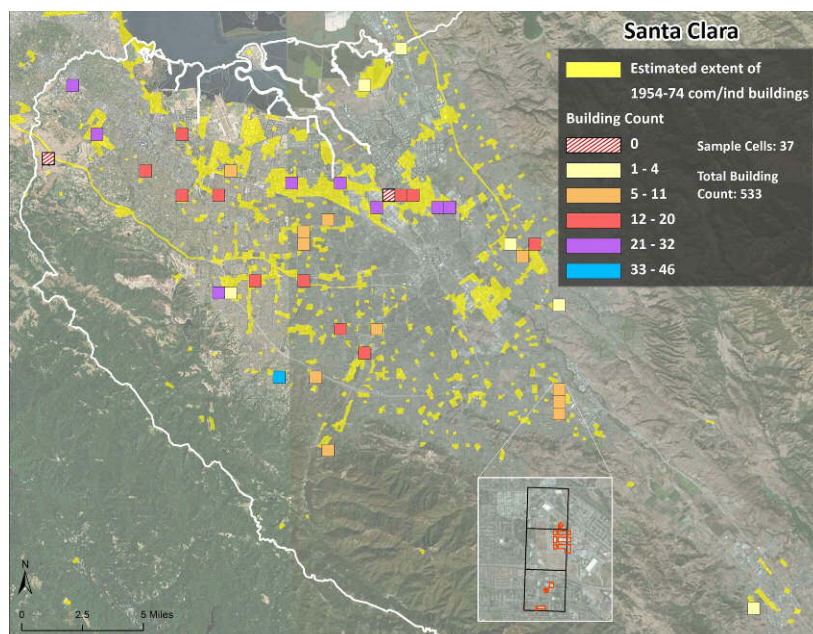 Santa Clara
Estimated extent of
1954-74 com/ind buildings
Building Count
0
Sample Cells: 37
1 - 4
Total Building
Count: 533
5 - 11
12 - 20
21 - 32
33 - 46
N
0 2.5 5 Miles